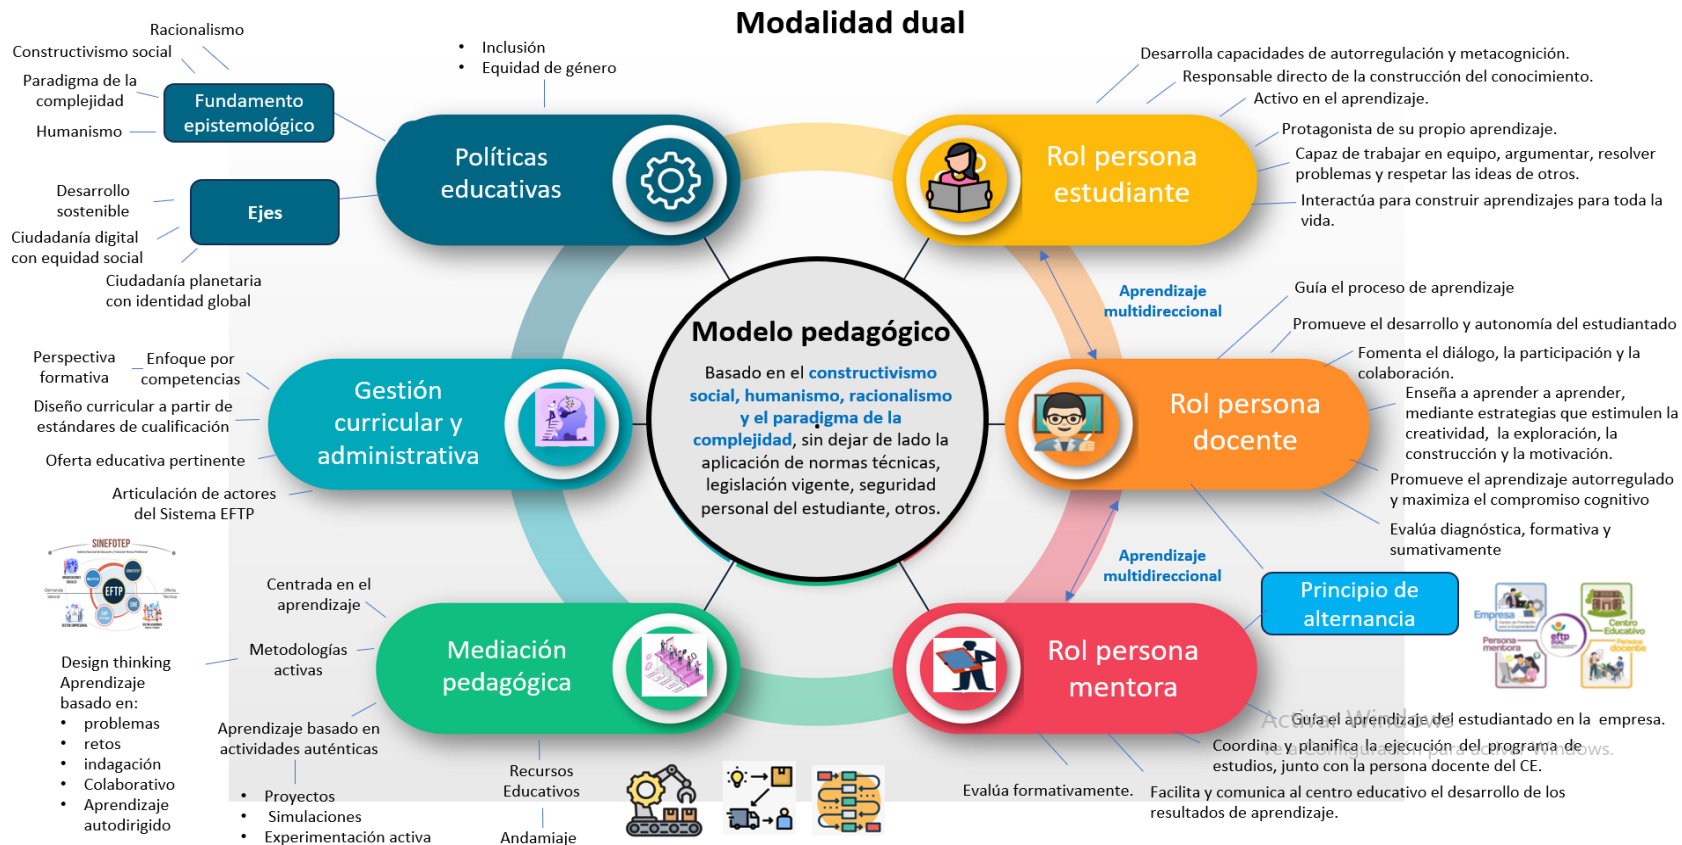 Modalidad dual
Racionalismo
Constructivismo social
Paradigma de la
complejidad
Humanismo
Fundamento
epistemológico
Desarrollo
sostenible
Ejes
Ciudadanía digital
con equidad social
Ciudadanía planetaria
con identidad global
• Inclusión
• Equidad de género
Políticas
educativas
Rol persona
estudiante
Desarrolla capacidades de autorregulación y metacognición.
Responsable directo de la construcción del conocimiento.
Activo en el aprendizaje.
Protagonista de su propio aprendizaje.
Capaz de trabajar en equipo, argumentar, resolver
problemas y respetar las ideas de otros.
Interactúa para construir aprendizajes para toda la
vida.
Aprendizaje
multidireccional
Modelo pedagógico
Basado en el constructivismo
social, humanismo, racionalismo
y el paradigma de la
complejidad, sin dejar de lado la
aplicación de normas técnicas,
legislación vigente, seguridad
personal del estudiante, otros.
Perspectiva
formativa
Enfoque por
competencias
Diseño curricular a partir de
estándares de cualificación
Oferta educativa pertinente
Articulación de actores
del Sistema EFTP
Gestión
curricular y
administrativa
SINEFOTEP
EFTP
Rol persona
docente
Guía el proceso de aprendizaje
Promueve el desarrollo y autonomía del estudiantado
Fomenta el diálogo, la participación y la
colaboración.
Enseña a aprender a aprender,
mediante estrategias que estimulen la
creatividad, la exploración, la
construcción y la motivación.
Promueve el aprendizaje autorregulado
y maximiza el compromiso cognitivo
Evalúa diagnóstica, formativa y
sumativamente
Aprendizaje
multidireccional
Principio de
alternancia
Empresa
Centro
Educativo
Persona
mentora
eftp
DUAL
Persona
docente
Centrada en el
aprendizaje
Metodologías
activas
Design thinking
Aprendizaje
basado en:
• problemas
• retos
• indagación
• Colaborativo
• Aprendizaje
autodirigido
Aprendizaje basado en
actividades auténticas
• Proyectos
• Simulaciones
• Experimentación activa
Mediación
pedagógica
Recursos
Educativos
Andamiaje
Rol persona
mentora
Guía el aprendizaje del estudiantado en la empresa.
Coordina y planifica la ejecución del programa de
estudios, junto con la persona docente del CE.
Evalúa formativamente.
Facilita y comunica al centro educativo el desarrollo de los
resultados de aprendizaje.
Activar Windows
Ve a Configuración para activar Windows.